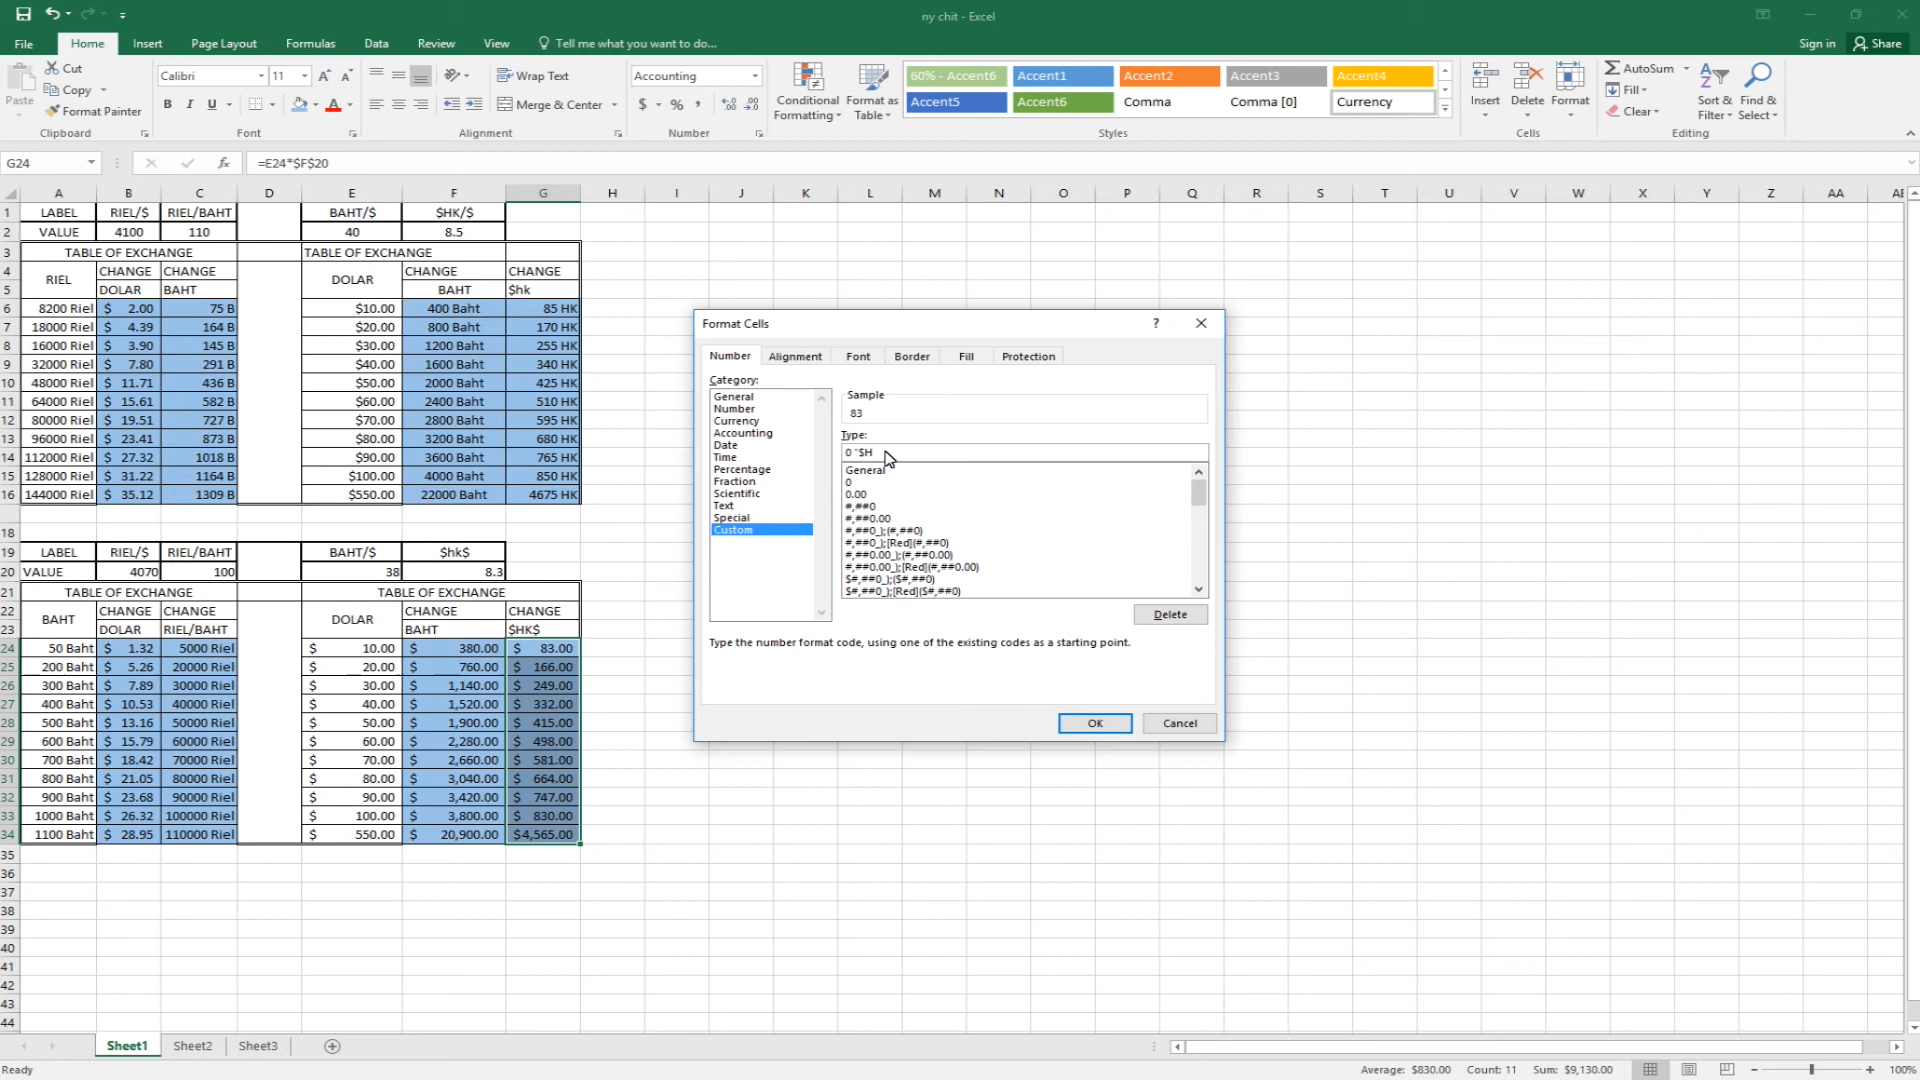 ny chit - Excel
File Home Insert Page Layout Formulas Data Review View Tell me what you want to do... Sign in Share
Paste Cut Copy Format Painter Clipboard
Calibri 11 A A B I U A Font
Wrap Text Merge & Center Alignment
Accounting $ % , Number
Conditional Formatting Format as Table
60% - Accent6 Accent1 Accent2 Accent3 Accent4
Accent5 Accent6 Comma Comma [0] Currency
Styles
Insert Delete Format Cells
AutoSum Fill Clear Sort & Filter Find & Select Editing
G24 fx =E24*$F$20
A B C D E F G H I J K L M N O P Q R S T U V W X Y Z AA AE
1 LABEL RIEL/$ RIEL/BAHT BAHT/$ $HK/$
2 VALUE 4100 110 40 8.5
3 TABLE OF EXCHANGE TABLE OF EXCHANGE
4 RIEL CHANGE CHANGE DOLAR CHANGE CHANGE
5 DOLAR BAHT BAHT $hk
6 8200 Riel $ 2.00 75 B $10.00 400 Baht 85 HK
7 18000 Riel $ 4.39 164 B $20.00 800 Baht 170 HK
8 16000 Riel $ 3.90 145 B $30.00 1200 Baht 255 HK
9 32000 Riel $ 7.80 291 B $40.00 1600 Baht 340 HK
10 48000 Riel $ 11.71 436 B $50.00 2000 Baht 425 HK
11 64000 Riel $ 15.61 582 B $60.00 2400 Baht 510 HK
12 80000 Riel $ 19.51 727 B $70.00 2800 Baht 595 HK
13 96000 Riel $ 23.41 873 B $80.00 3200 Baht 680 HK
14 112000 Riel $ 27.32 1018 B $90.00 3600 Baht 765 HK
15 128000 Riel $ 31.22 1164 B $100.00 4000 Baht 850 HK
16 144000 Riel $ 35.12 1309 B $550.00 22000 Baht 4675 HK
18
19 LABEL RIEL/$ RIEL/BAHT BAHT/$ $hk$
20 VALUE 4070 100 38 8.3
21 TABLE OF EXCHANGE TABLE OF EXCHANGE
22 BAHT CHANGE CHANGE DOLAR CHANGE CHANGE
23 DOLAR RIEL/BAHT BAHT $HK$
24 50 Baht $ 1.32 5000 Riel $ 10.00 $ 380.00 $ 83.00
25 200 Baht $ 5.26 20000 Riel $ 20.00 $ 760.00 $ 166.00
26 300 Baht $ 7.89 30000 Riel $ 30.00 $ 1,140.00 $ 249.00
27 400 Baht $ 10.53 40000 Riel $ 40.00 $ 1,520.00 $ 332.00
28 500 Baht $ 13.16 50000 Riel $ 50.00 $ 1,900.00 $ 415.00
29 600 Baht $ 15.79 60000 Riel $ 60.00 $ 2,280.00 $ 498.00
30 700 Baht $ 18.42 70000 Riel $ 70.00 $ 2,660.00 $ 581.00
31 800 Baht $ 21.05 80000 Riel $ 80.00 $ 3,040.00 $ 664.00
32 900 Baht $ 23.68 90000 Riel $ 90.00 $ 3,420.00 $ 747.00
33 1000 Baht $ 26.32 100000 Riel $ 100.00 $ 3,800.00 $ 830.00
34 1100 Baht $ 28.95 110000 Riel $ 550.00 $ 20,900.00 $4,565.00
35
36
37
38
39
40
41
42
43
44
Format Cells ?
Number Alignment Font Border Fill Protection
Category:
General
Number
Currency
Accounting
Date
Time
Percentage
Fraction
Scientific
Text
Special
Custom
Sample
83
Type:
0 "$H
General
0
0.00
#,##0
#,##0.00
#,##0_);(#,##0)
#,##0_);[Red](#,##0)
#,##0.00_);(#,##0.00)
#,##0.00_);[Red](#,##0.00)
$#,##0_);($#,##0)
$#,##0_);[Red]($#,##0)
Delete
Type the number format code, using one of the existing codes as a starting point.
OK Cancel
Sheet1 Sheet2 Sheet3
Ready Average: $830.00 Count: 11 Sum: $9,130.00 100%